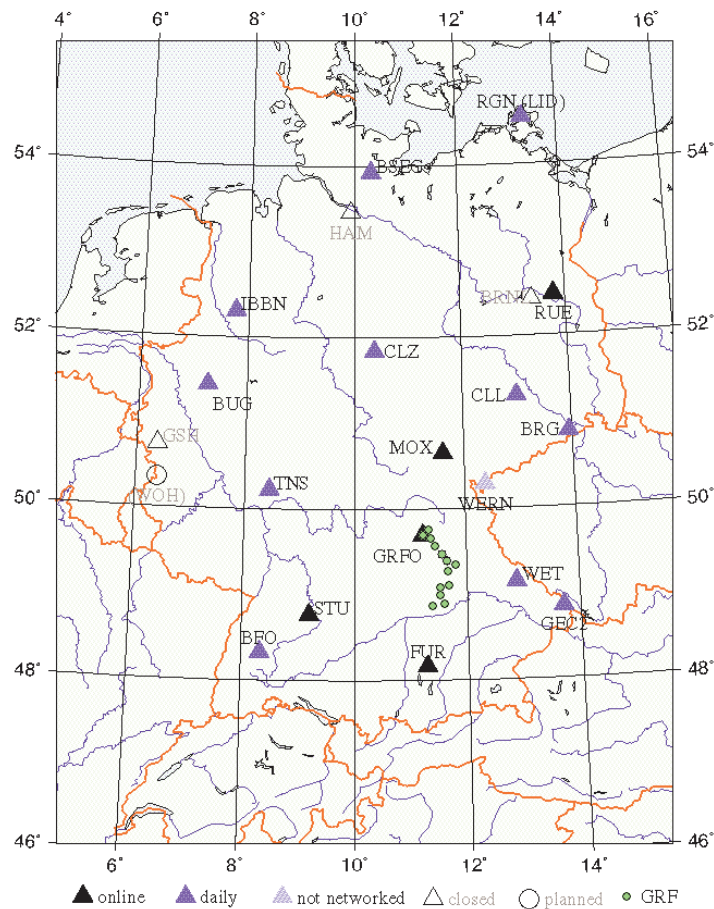 4° 6° 8° 10° 12° 14° 16°
RGN (LID)
54° 54°
BSEG
HAM
BRN
IBBN RUE
52° 52°
CLZ
BUG CLL
BRG
GSH MOX
TNS
50° (WOH) WERN 50°
GRFO
WET
STU GEC2
BFO FUR
48° 48°
46° 46°
6° 8° 10° 12° 14°
online daily not networked closed planned GRF